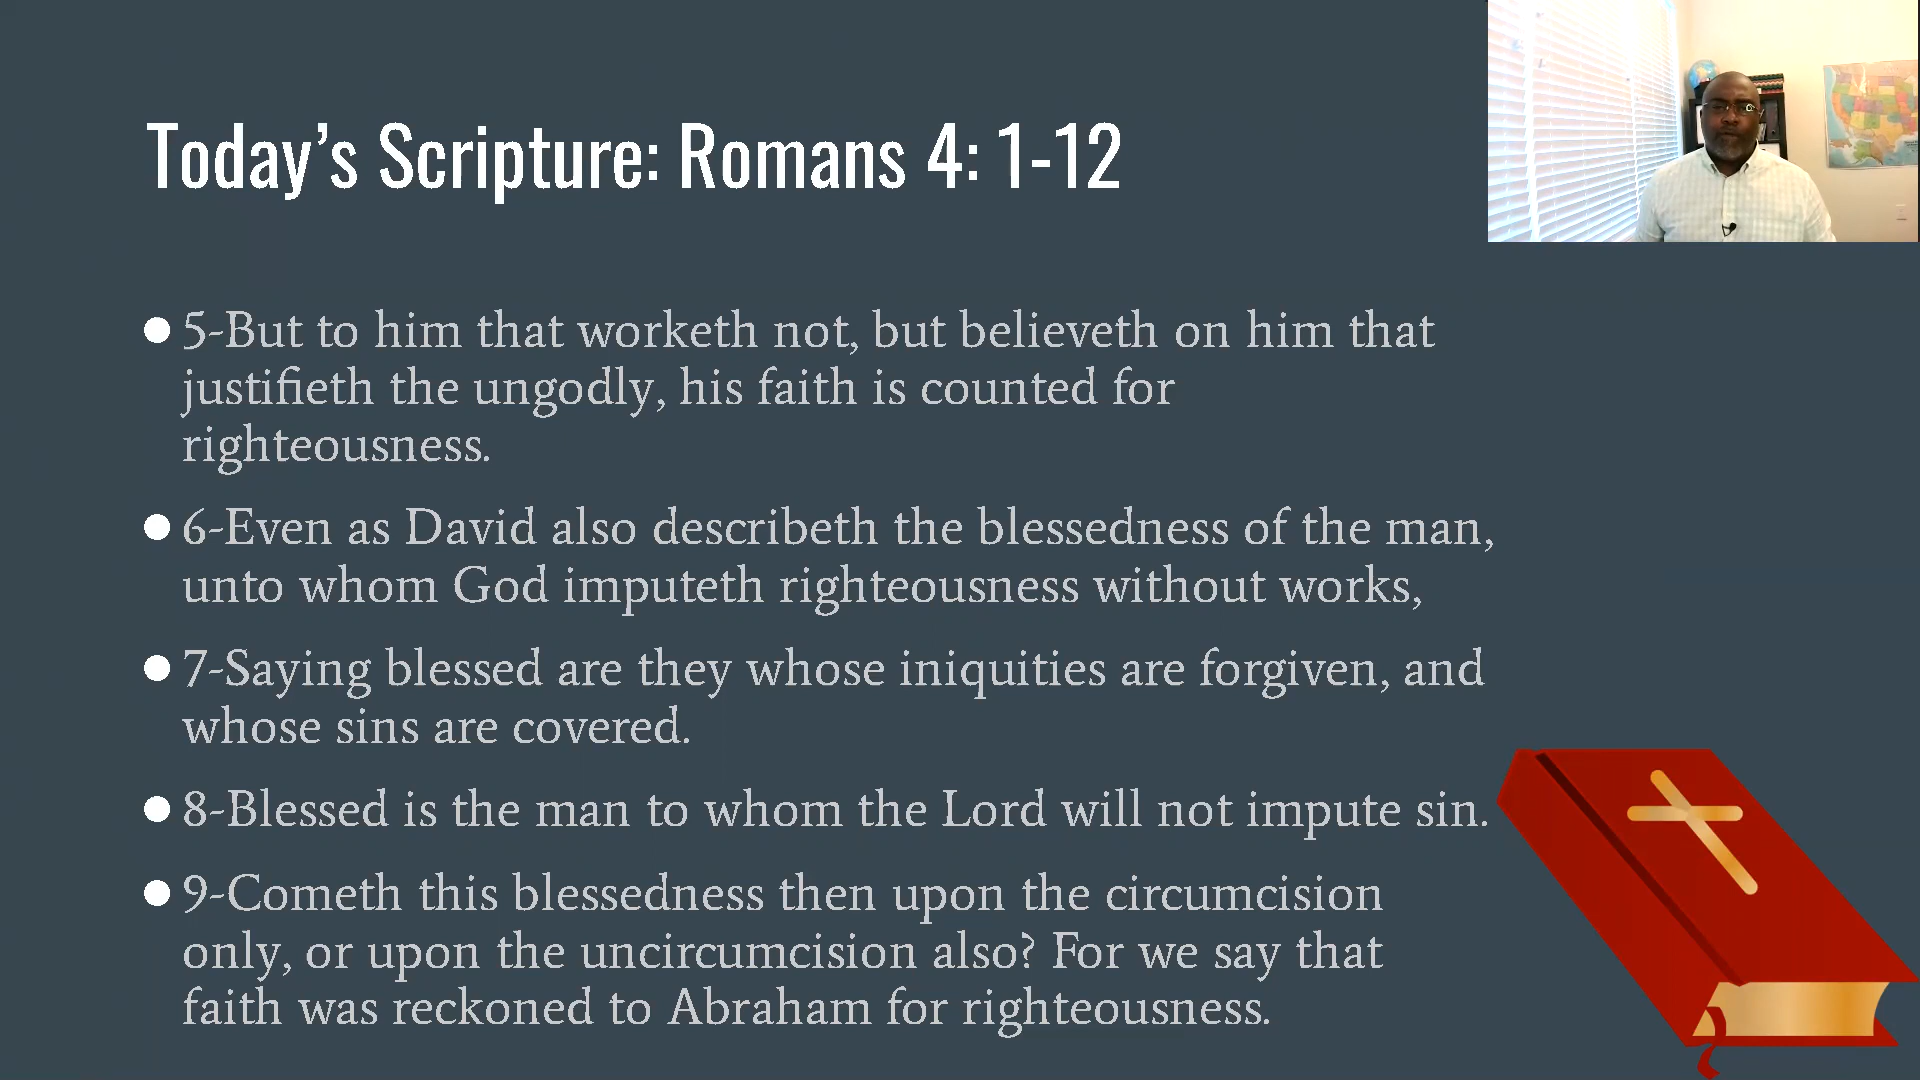 Today’s Scripture: Romans 4: 1-12
● 5-But to him that worketh not, but believeth on him that
justifieth the ungodly, his faith is counted for
righteousness.
● 6-Even as David also describeth the blessedness of the man,
unto whom God imputeth righteousness without works,
● 7-Saying blessed are they whose iniquities are forgiven, and
whose sins are covered.
● 8-Blessed is the man to whom the Lord will not impute sin.
● 9-Cometh this blessedness then upon the circumcision
only, or upon the uncircumcision also? For we say that
faith was reckoned to Abraham for righteousness.